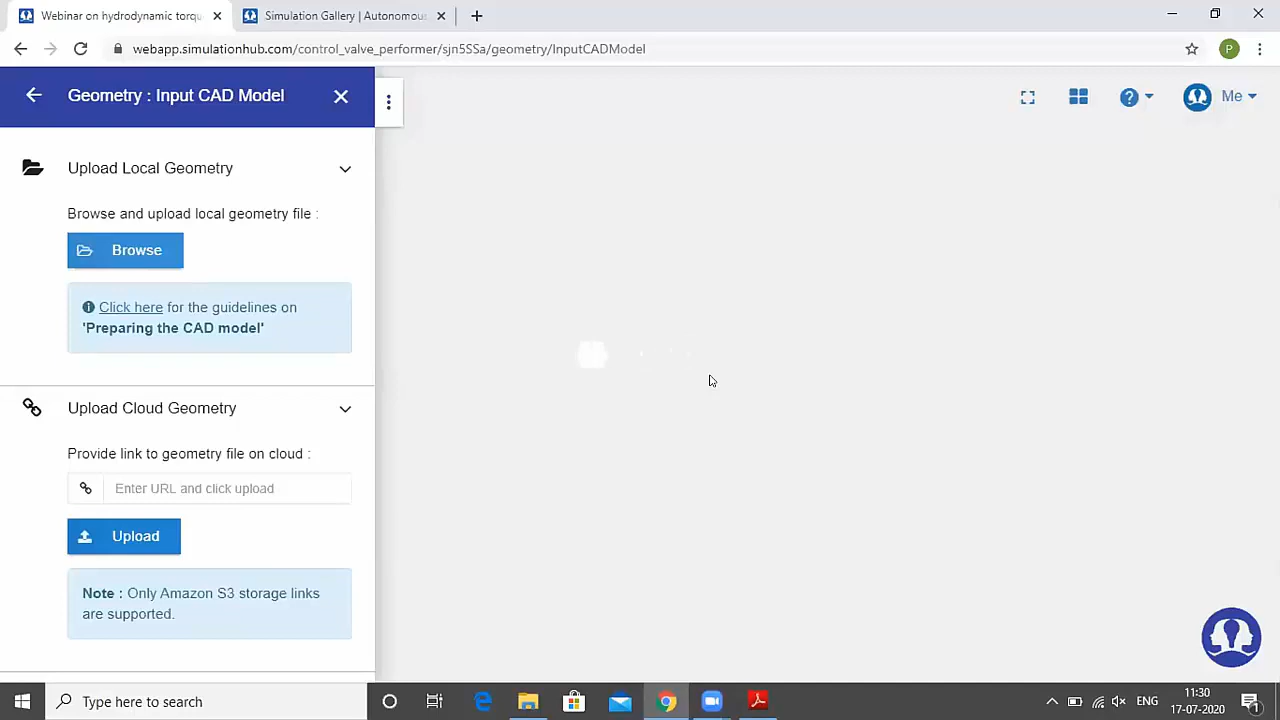 Webinar on hydrodynamic torqu
Simulation Gallery | Autonomous
webapp.simulationhub.com/control_valve_performer/sjn5SSa/geometry/InputCADModel
P
Geometry : Input CAD Model
Me
Upload Local Geometry
Browse and upload local geometry file :
Browse
Click here for the guidelines on
'Preparing the CAD model'
Upload Cloud Geometry
Provide link to geometry file on cloud :
Enter URL and click upload
Upload
Note : Only Amazon S3 storage links
are supported.
Type here to search
ENG
11:30
17-07-2020
1